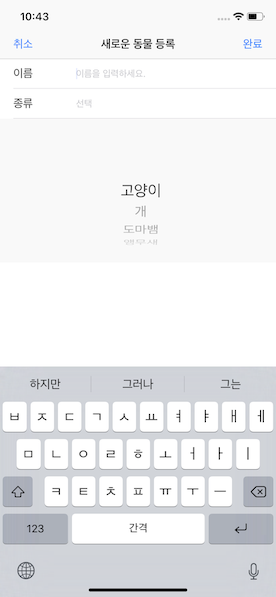 10:43
취소 새로운 동물 등록 완료
이름 이름을 입력하세요.
종류 선택
고양이
개
도마뱀
하지만 그러나 그는
ㅂ ㅈ ㄷ ㄱ ㅅ ㅛ ㅕ ㅑ ㅐ ㅔ
ㅁ ㄴ ㅇ ㄹ ㅎ ㅗ ㅓ ㅏ ㅣ
ㅋ ㅌ ㅊ ㅍ ㅠ ㅜ ㅡ
123 간격